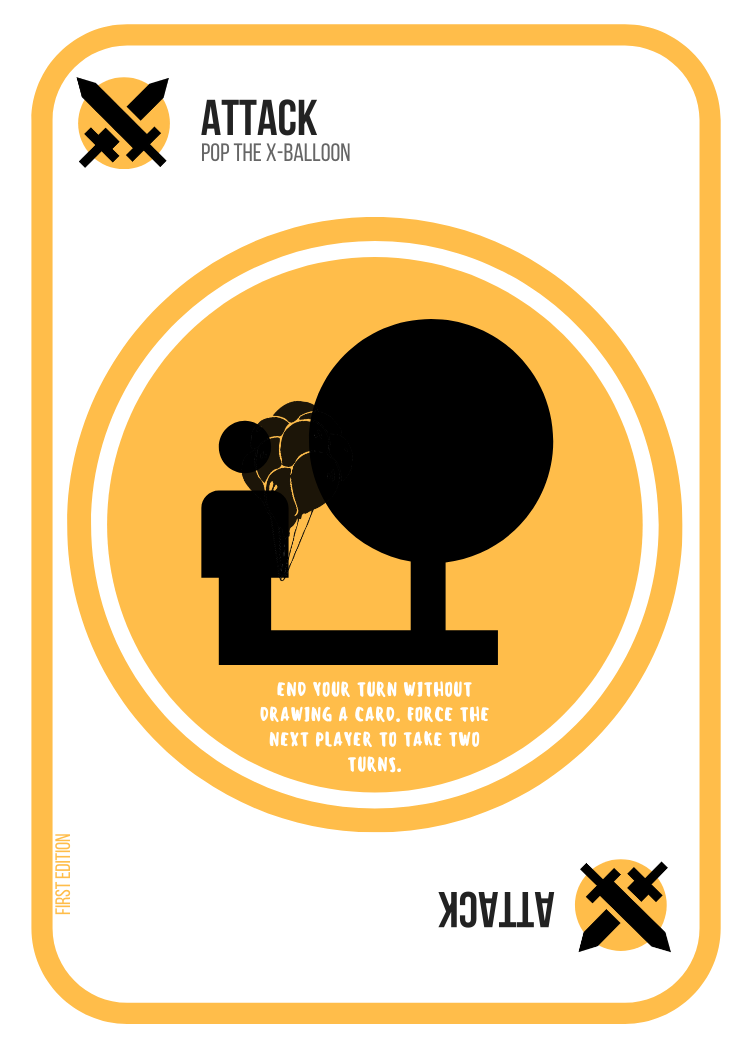 ATTACK
POP THE X-BALLOON
END YOUR TURN WITHOUT
DRAWING A CARD. FORCE THE
NEXT PLAYER TO TAKE TWO
TURNS.
FIRST EDITION
ATTACK